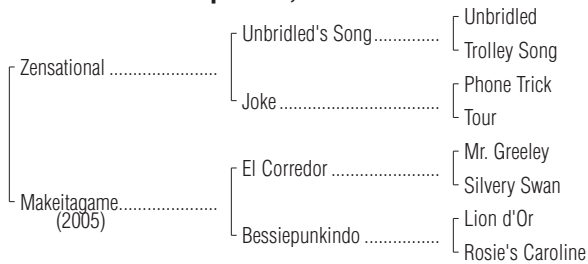 Unbridled
Unbridled's Song..............
Trolley Song
Zensational .......................
Phone Trick
Joke ..................................
Tour
Mr. Greeley
El Corredor .......................
Silvery Swan
Makeitagame.....................
(2005)
Lion d'Or
Bessiepunkindo ................
Rosie's Caroline